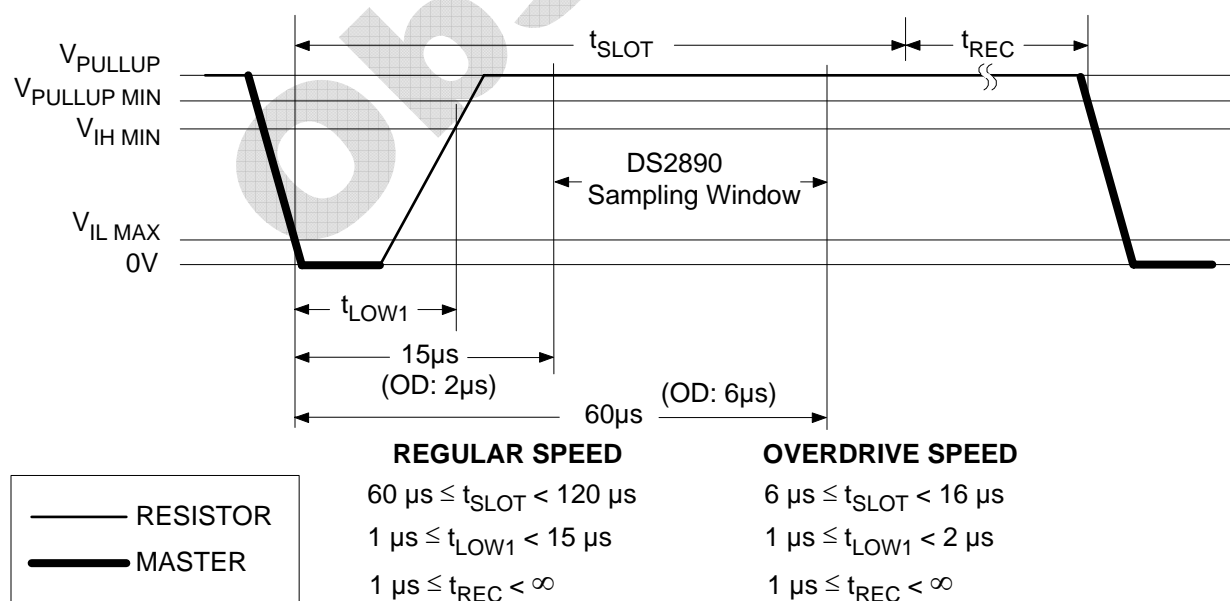 obs
tSLOT
tREC
VPULLUP
VPULLUP MIN
VIH MIN
DS2890
Sampling Window
VIL MAX
0V
tLOW1
15µs
(OD: 2µs)
(OD: 6µs)
60µs
REGULAR SPEED
OVERDRIVE SPEED
60 µs ≤ tSLOT < 120 µs
6 µs ≤ tSLOT < 16 µs
RESISTOR
1 µs ≤ tLOW1 < 15 µs
1 µs ≤ tLOW1 < 2 µs
MASTER
1 µs ≤ tREC < ∞
1 µs ≤ tREC < ∞